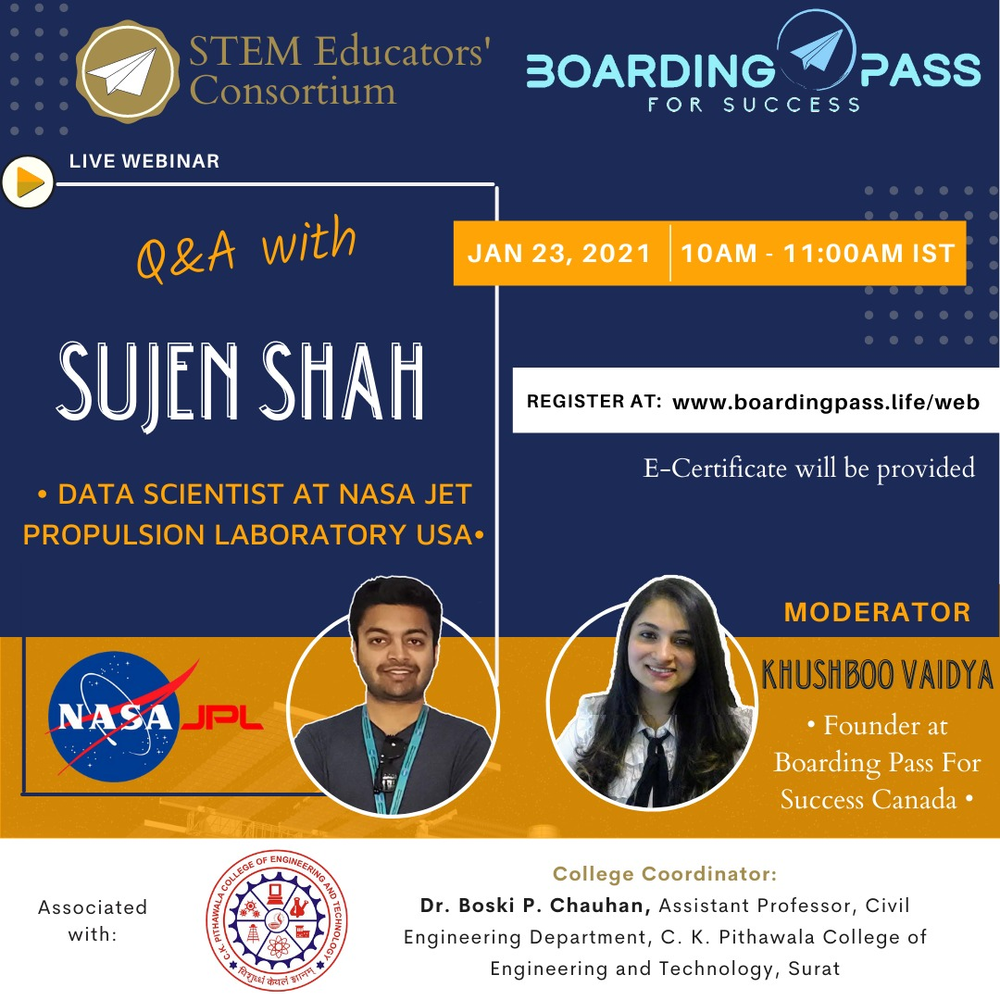 STEM Educators'
Consortium
BOARDING PASS
FOR SUCCESS
LIVE WEBINAR
Q&A with
JAN 23, 2021
10AM - 11:00AM IST
SUJEN SHAH
REGISTER AT: www.boardingpass.life/web
E-Certificate will be provided
• DATA SCIENTIST AT NASA JET
PROPULSION LABORATORY USA•
MODERATOR
KHUSHBOO VAIDYA
• Founder at
Boarding Pass For
Success Canada •
NASA JPL
Associated
with:
C.K. PITHAWALA COLLEGE OF ENGINEERING AND TECHNOLOGY
विशुध्धं केवलं ज्ञानम्
College Coordinator:
Dr. Boski P. Chauhan, Assistant Professor, Civil
Engineering Department, C. K. Pithawala College of
Engineering and Technology, Surat